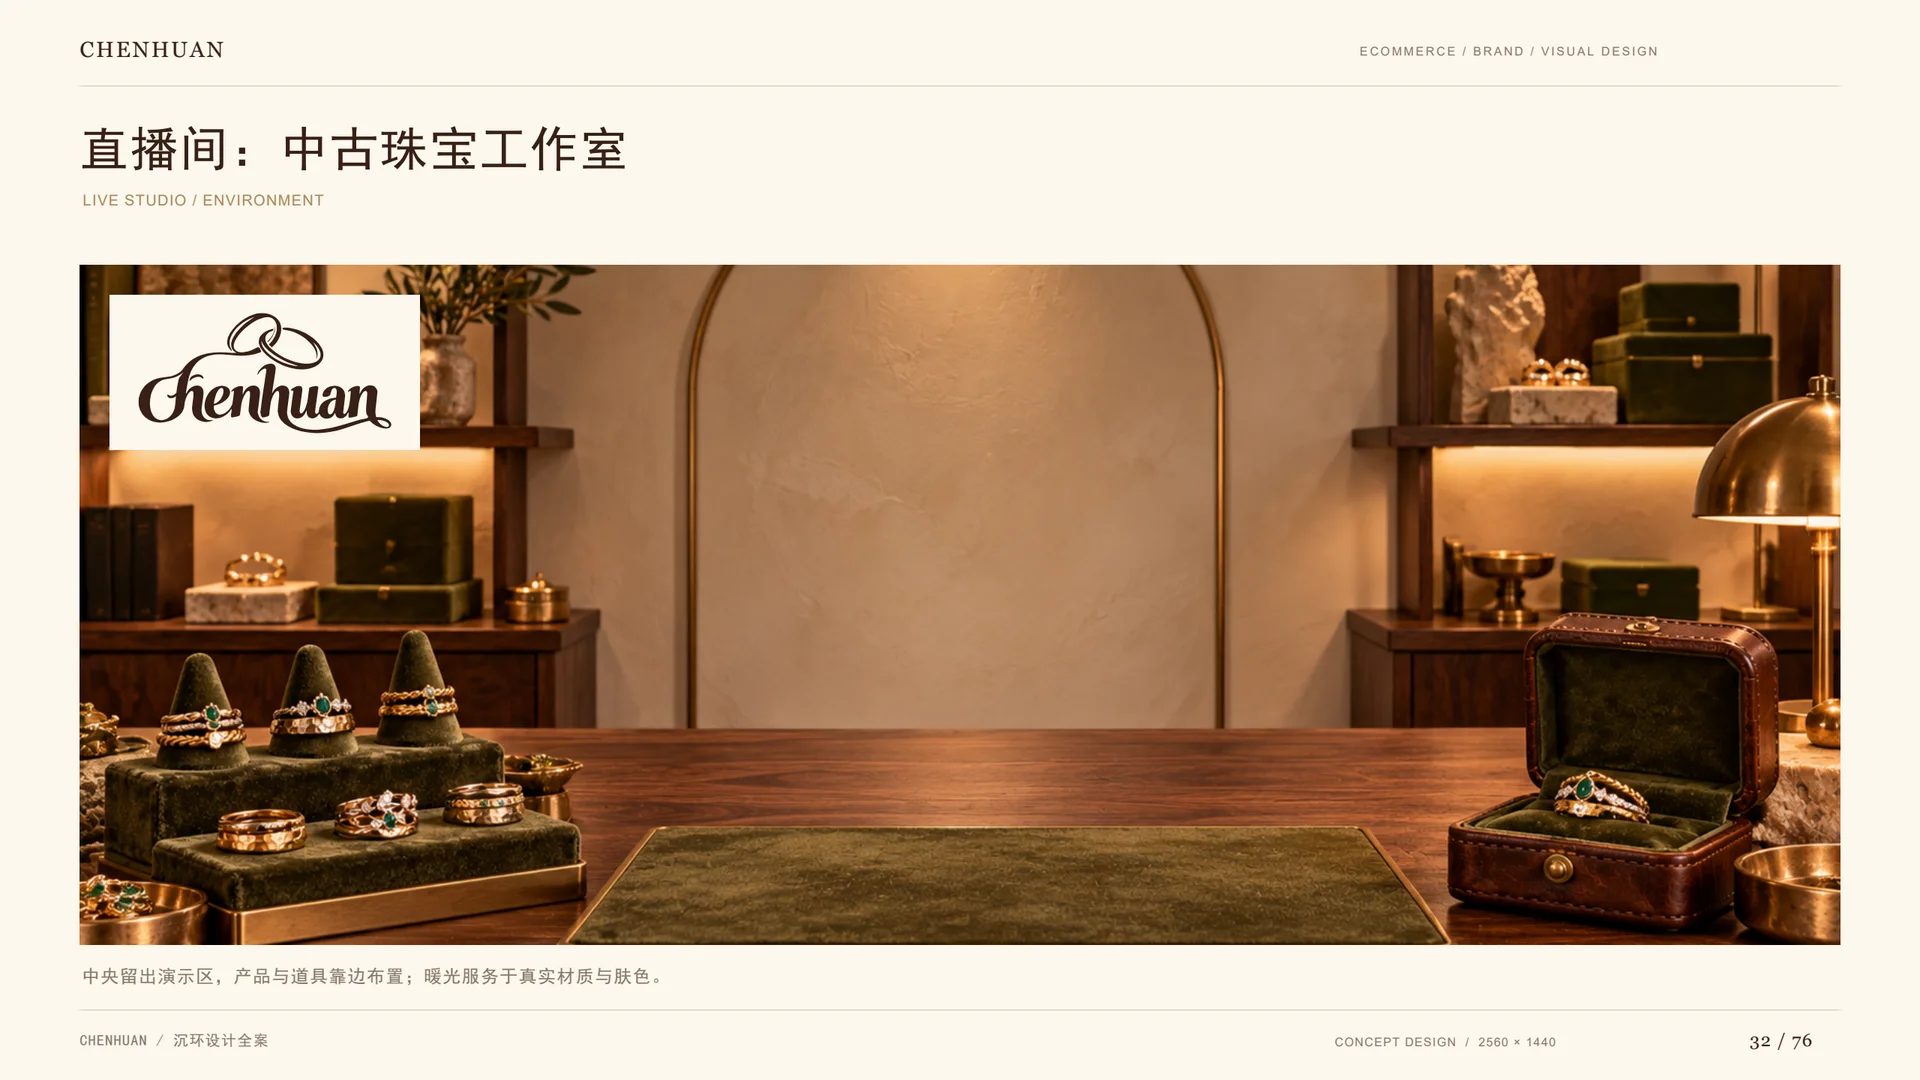 CHENHUAN
ECOMMERCE / BRAND / VISUAL DESIGN
直播间：中古珠宝工作室
LIVE STUDIO / ENVIRONMENT
Chenhuan
中央留出演示区，产品与道具靠边布置；暖光服务于真实材质与肤色。
CHENHUAN / 沉环设计全案
CONCEPT DESIGN / 2560 × 1440
32 / 76